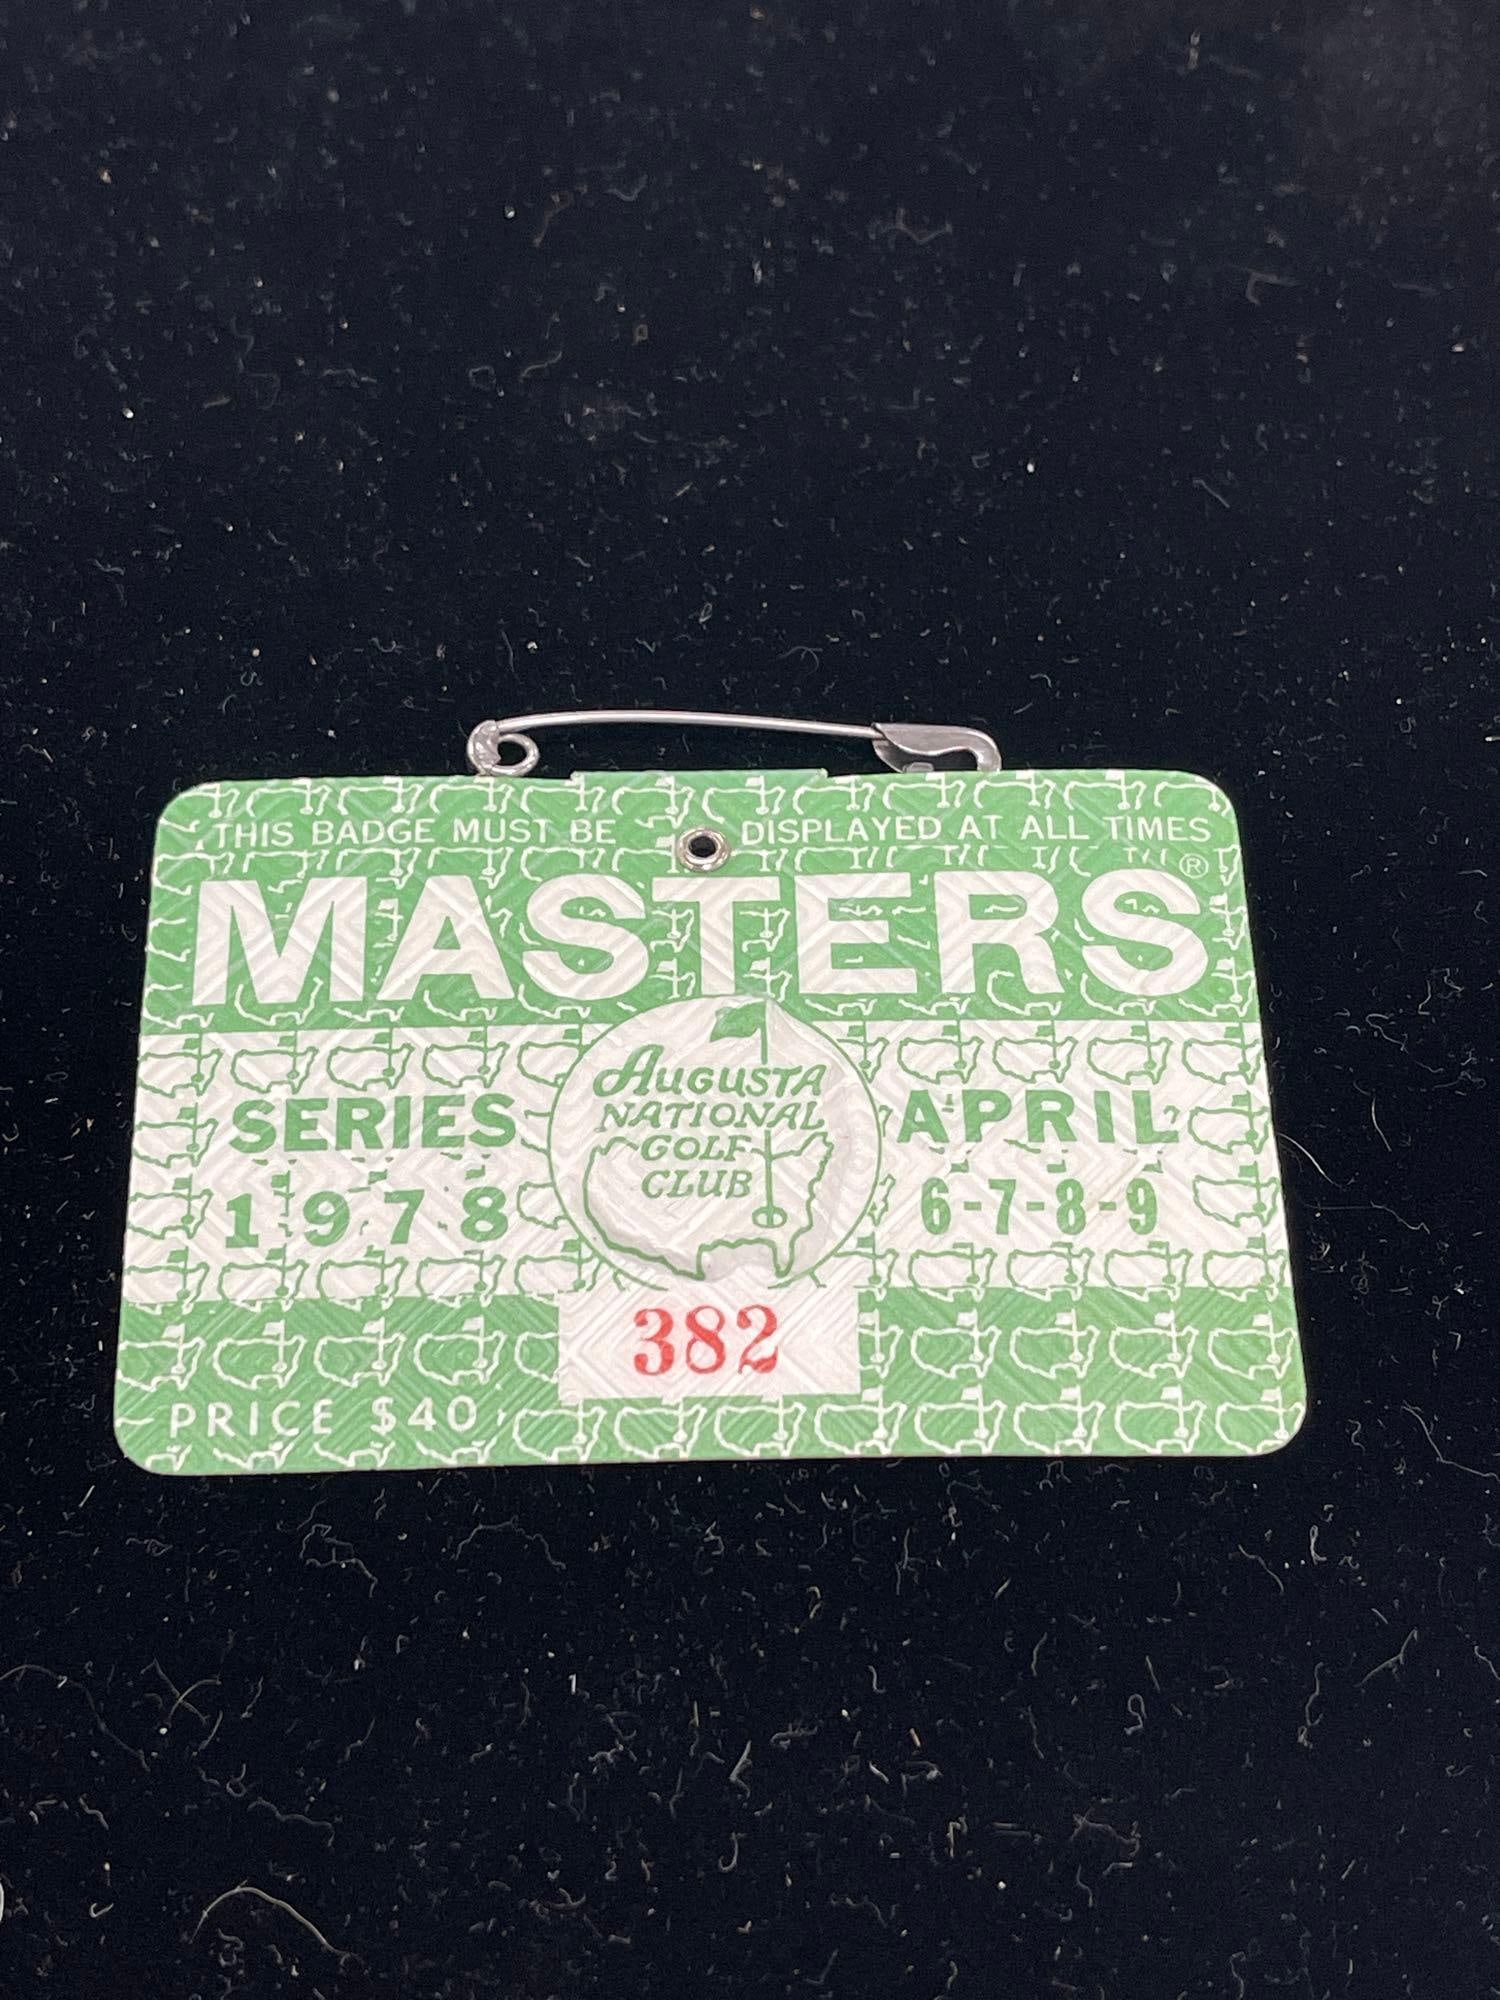 THIS BADGE MUST BE DISPLAYED AT ALL TIMES
MASTERS®
SERIES
1978
AUGUSTA
NATIONAL
GOLF
CLUB
APRIL
6-7-8-9
382
PRICE $40